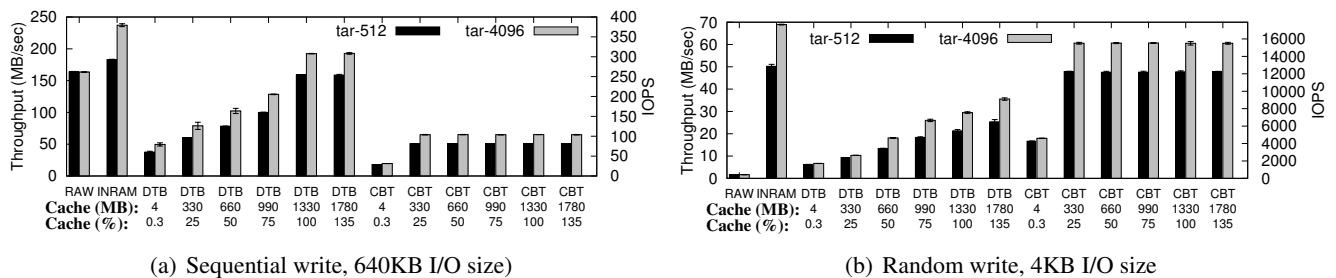 250
200
150
100
50
0
Throughput (MB/sec)
tar-512
tar-4096
400
350
300
250
200
150
100
50
0
IOPS
RAW INRAM DTB DTB DTB DTB DTB DTB CBT CBT CBT CBT CBT CBT
Cache (MB): 4 330 660 990 1330 1780 4 330 660 990 1330 1780
Cache (%): 0.3 25 50 75 100 135 0.3 25 50 75 100 135
(a) Sequential write, 640KB I/O size)
70
60
50
40
30
20
10
0
Throughput (MB/sec)
tar-512
tar-4096
16000
14000
12000
10000
8000
6000
4000
2000
0
IOPS
RAW INRAM DTB DTB DTB DTB DTB DTB CBT CBT CBT CBT CBT CBT
Cache (MB): 4 330 660 990 1330 1780 4 330 660 990 1330 1780
Cache (%): 0.3 25 50 75 100 135 0.3 25 50 75 100 135
(b) Random write, 4KB I/O size